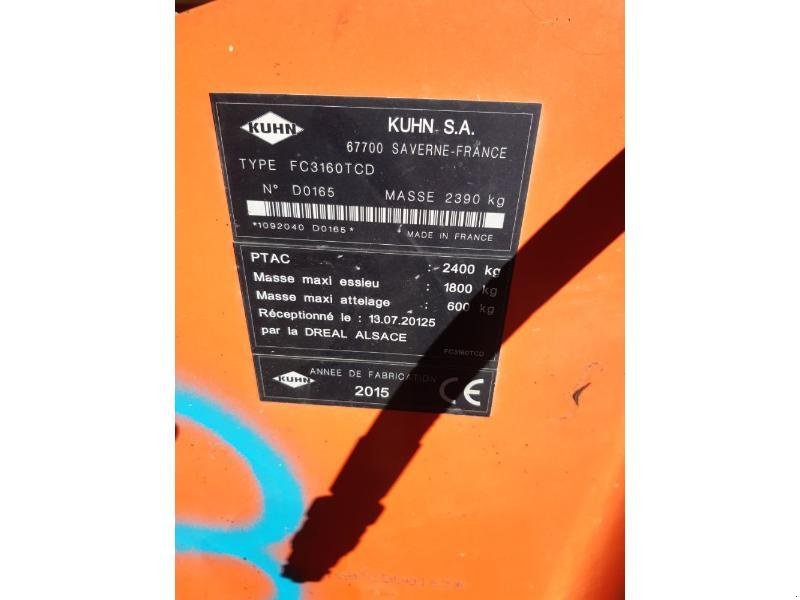 KUHN
KUHN S.A.
67700 SAVERNE-FRANCE
TYPE FC3160TCD
N° D0165 MASSE 2390 kg
*1092040 D0165*
MADE IN FRANCE
PTAC : 2400 kg
Masse maxi essieu : 1800 kg
Masse maxi attelage : 600 kg
Réceptionné le : 13.07.20125
par la DREAL ALSACE
FC3160TCD
KUHN
ANNEE DE FABRICATION
2015
CE